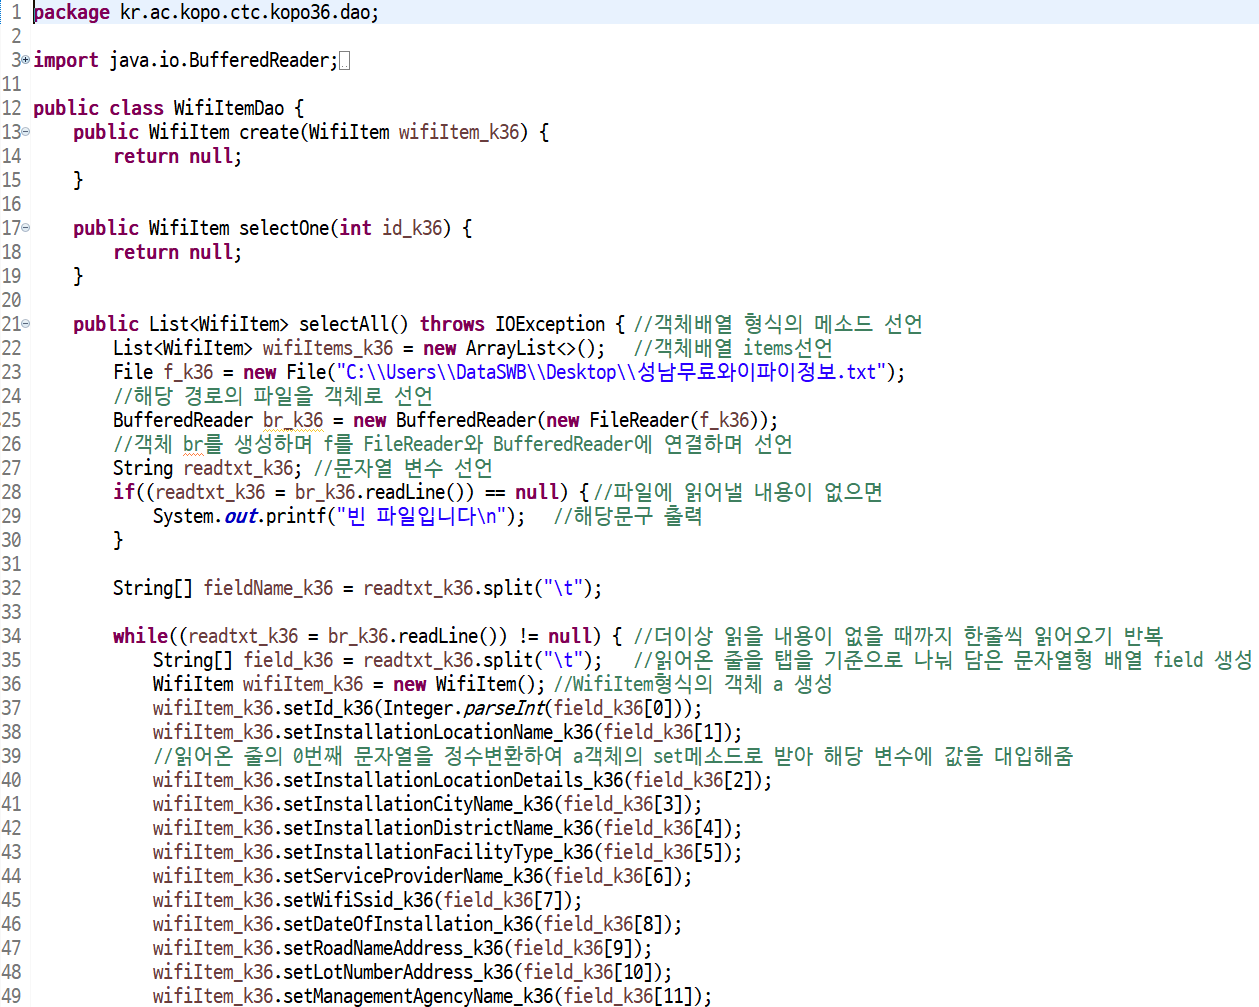 1 package kr.ac.kopo.ctc.kopo36.dao;
2
3 import java.io.BufferedReader;
11
12 public class WifiItemDao {
13 public WifiItem create(WifiItem wifiItem_k36) {
14 return null;
15 }
16
17 public WifiItem selectOne(int id_k36) {
18 return null;
19 }
20
21 public List<WifiItem> selectAll() throws IOException { //객체배열 형식의 메소드 선언
22 List<WifiItem> wifiItems_k36 = new ArrayList<>(); //객체배열 items선언
23 File f_k36 = new File("C:\\Users\\DataSWB\\Desktop\\성남무료와이파이정보.txt");
24 //해당 경로의 파일을 객체로 선언
25 BufferedReader br_k36 = new BufferedReader(new FileReader(f_k36));
26 //객체 br를 생성하며 f를 FileReader와 BufferedReader에 연결하며 선언
27 String readtxt_k36; //문자열 변수 선언
28 if((readtxt_k36 = br_k36.readLine()) == null) { //파일에 읽어낼 내용이 없으면
29 System.out.printf("빈 파일입니다\n"); //해당문구 출력
30 }
31
32 String[] fieldName_k36 = readtxt_k36.split("\t");
33
34 while((readtxt_k36 = br_k36.readLine()) != null) { //더이상 읽을 내용이 없을 때까지 한줄씩 읽어오기 반복
35 String[] field_k36 = readtxt_k36.split("\t"); //읽어온 줄을 탭을 기준으로 나눠 담은 문자열형 배열 field 생성
36 WifiItem wifiItem_k36 = new WifiItem(); //WifiItem형식의 객체 a 생성
37 wifiItem_k36.setId_k36(Integer.parseInt(field_k36[0]));
38 wifiItem_k36.setInstallationLocationName_k36(field_k36[1]);
39 //읽어온 줄의 0번째 문자열을 정수변환하여 a객체의 set메소드로 받아 해당 변수에 값을 대입해줌
40 wifiItem_k36.setInstallationLocationDetails_k36(field_k36[2]);
41 wifiItem_k36.setInstallationCityName_k36(field_k36[3]);
42 wifiItem_k36.setInstallationDistrictName_k36(field_k36[4]);
43 wifiItem_k36.setInstallationFacilityType_k36(field_k36[5]);
44 wifiItem_k36.setServiceProviderName_k36(field_k36[6]);
45 wifiItem_k36.setWifiSsid_k36(field_k36[7]);
46 wifiItem_k36.setDateOfInstallation_k36(field_k36[8]);
47 wifiItem_k36.setRoadNameAddress_k36(field_k36[9]);
48 wifiItem_k36.setLotNumberAddress_k36(field_k36[10]);
49 wifiItem_k36.setManagementAgencyName_k36(field_k36[11]);